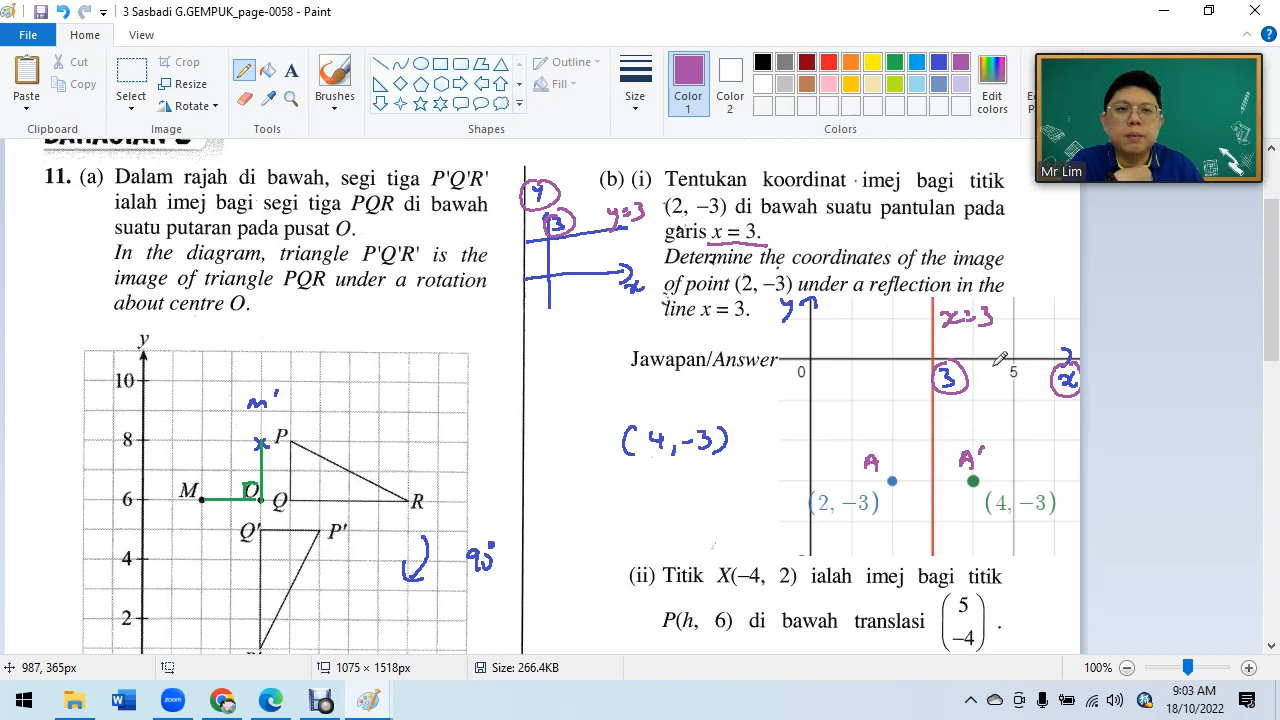 3 Sasbadi G.GEMPUK_page-0058 - Paint
File
Home
View
Paste
Cut
Copy
Clipboard
Select
Crop
Resize
Rotate
Image
A
Tools
Brushes
Shapes
Outline
Fill
Size
Color 1
Color 2
Edit colors
Colors
Mr Lim
11. (a) Dalam rajah di bawah, segi tiga P'Q'R'
ialah imej bagi segi tiga PQR di bawah
suatu putaran pada pusat O.
In the diagram, triangle P'Q'R' is the
image of triangle PQR under a rotation
about centre O.
y
10
8
6
4
2
M'
x
P
M
O
Q
R
Q'
P'
90°
y
3
y=3
x
(b) (i) Tentukan koordinat imej bagi titik
(2, −3) di bawah suatu pantulan pada
garis x = 3.
Determine the coordinates of the image
of point (2, −3) under a reflection in the
line x = 3.
Jawapan/Answer
(4, -3)
y
x=3
0
3
5
x
A
A'
(2, −3)
(4, −3)
(ii) Titik X(–4, 2) ialah imej bagi titik
P(h, 6) di bawah translasi (5 −4).
987, 365px
1075 × 1518px
Size: 266.4KB
100%
zoom
9:03 AM
18/10/2022